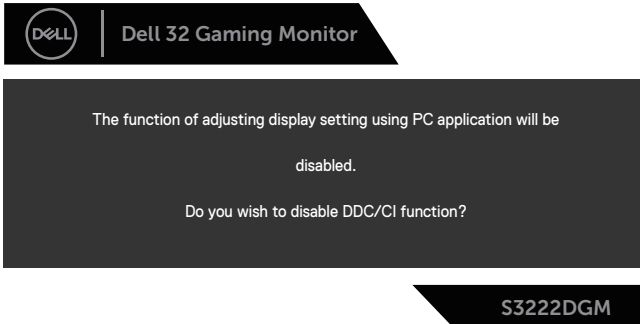 DELL
Dell 32 Gaming Monitor
The function of adjusting display setting using PC application will be
disabled.
Do you wish to disable DDC/CI function?
S3222DGM